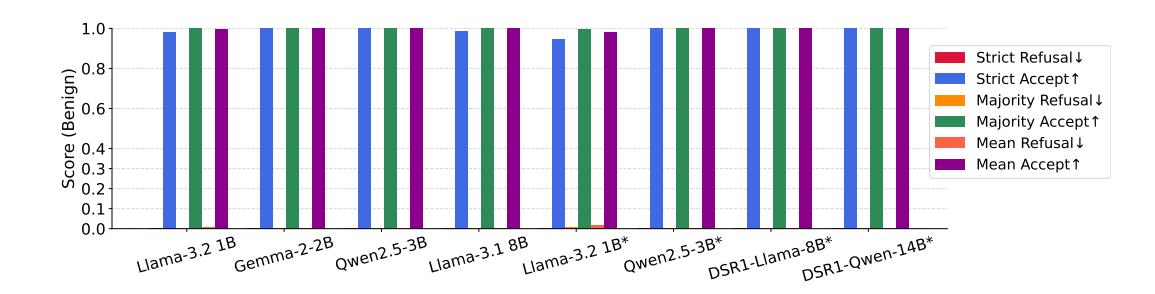 Score (Benign)
1.0
0.8
0.6
0.4
0.3
0.2
0.1
0.0
Llama-3.2 1B
Gemma-2-2B
Qwen2.5-3B
Llama-3.1 8B
Llama-3.2 1B*
Qwen2.5-3B*
DSR1-Llama-8B*
DSR1-Qwen-14B*
Strict Refusal↓
Strict Accept↑
Majority Refusal↓
Majority Accept↑
Mean Refusal↓
Mean Accept↑